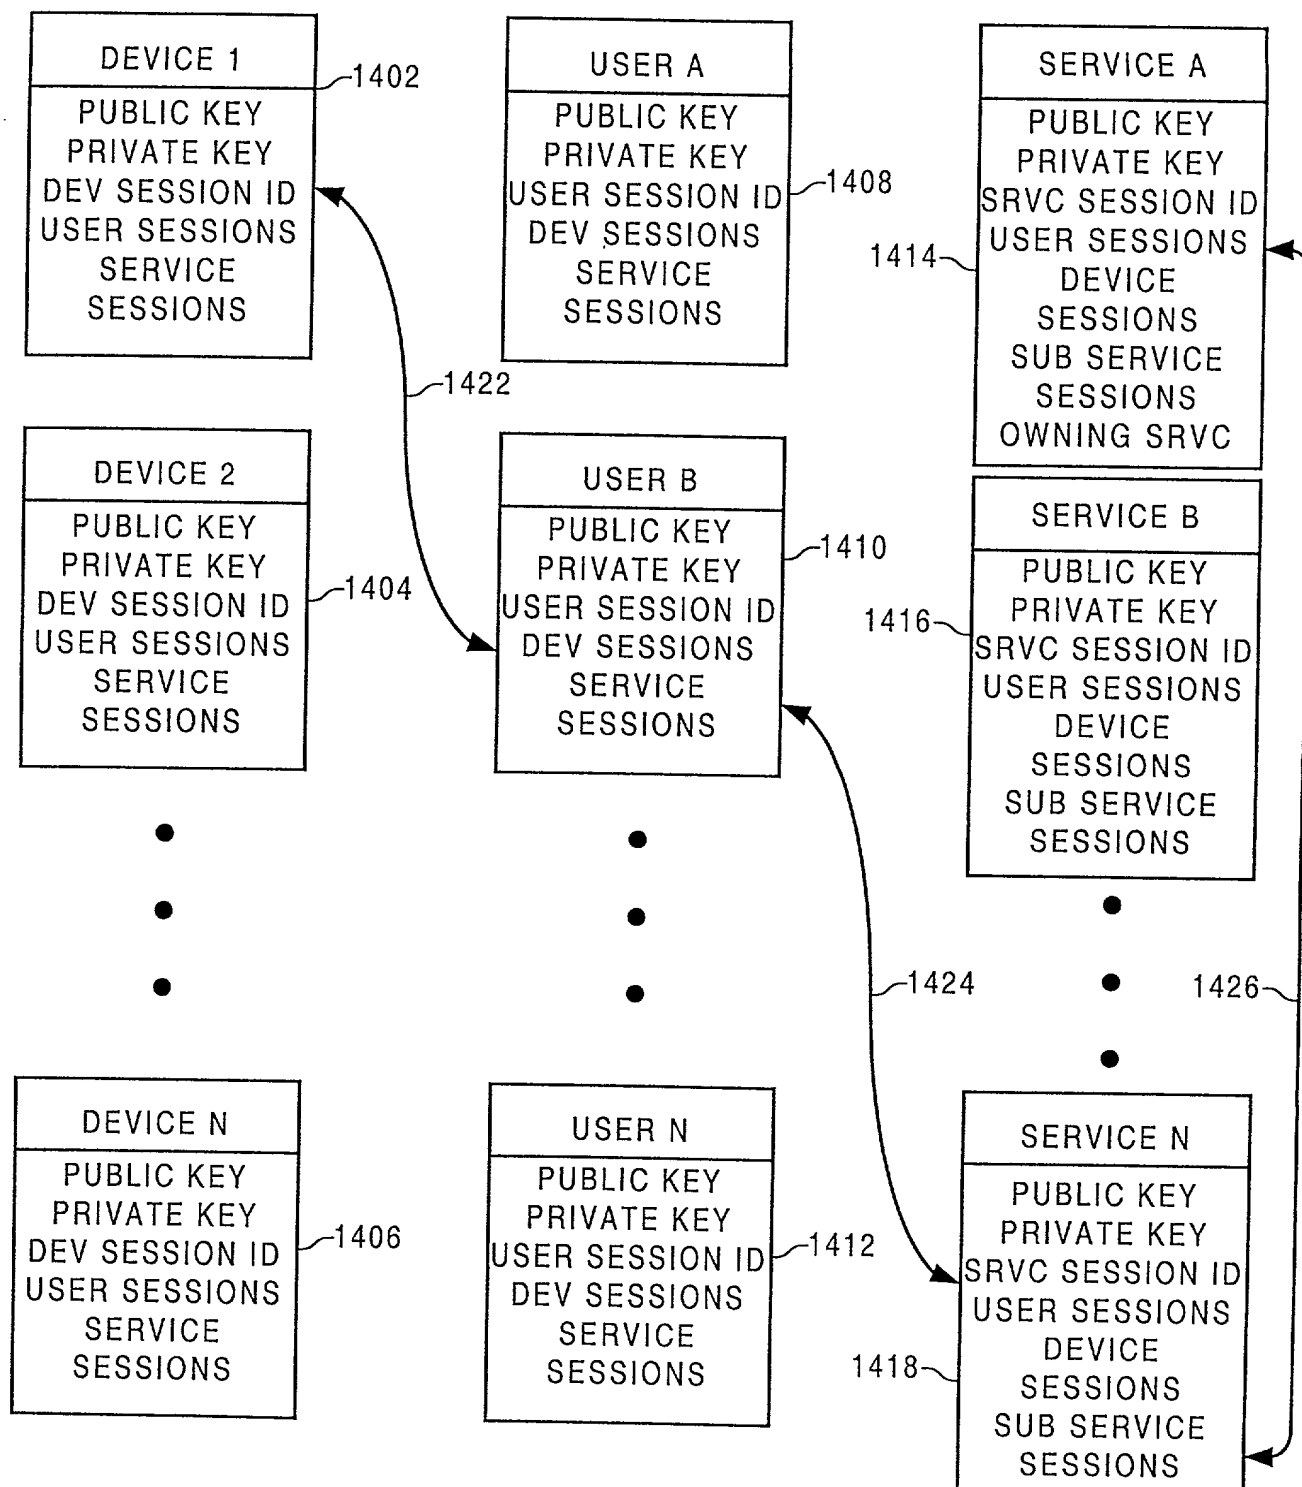 DEVICE 1
1402
PUBLIC KEY
PRIVATE KEY
DEV SESSION ID
USER SESSIONS
SERVICE
SESSIONS
USER A
PUBLIC KEY
PRIVATE KEY
USER SESSION ID
1408
DEV SESSIONS
SERVICE
SESSIONS
SERVICE A
PUBLIC KEY
PRIVATE KEY
SRVC SESSION ID
USER SESSIONS
1414
DEVICE
SESSIONS
SUB SERVICE
SESSIONS
OWNING SRVC
1422
DEVICE 2
PUBLIC KEY
PRIVATE KEY
1404
DEV SESSION ID
USER SESSIONS
SERVICE
SESSIONS
USER B
PUBLIC KEY
1410
PRIVATE KEY
USER SESSION ID
DEV SESSIONS
SERVICE
SESSIONS
SERVICE B
PUBLIC KEY
PRIVATE KEY
1416
SRVC SESSION ID
USER SESSIONS
DEVICE
SESSIONS
SUB SERVICE
SESSIONS
1424
1426
DEVICE N
PUBLIC KEY
PRIVATE KEY
1406
DEV SESSION ID
USER SESSIONS
SERVICE
SESSIONS
USER N
PUBLIC KEY
PRIVATE KEY
1412
USER SESSION ID
DEV SESSIONS
SERVICE
SESSIONS
SERVICE N
PUBLIC KEY
PRIVATE KEY
SRVC SESSION ID
USER SESSIONS
DEVICE
1418
SESSIONS
SUB SERVICE
SESSIONS